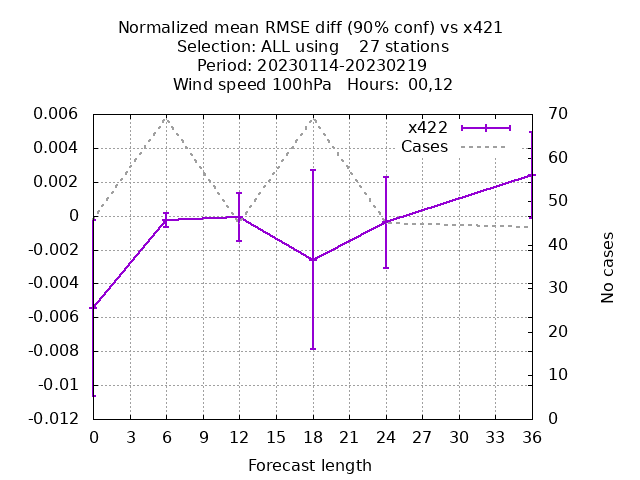 Normalized mean RMSE diff (90% conf) vs x421
Selection: ALL using    27 stations
Period: 20230114-20230219
Wind speed 100hPa   Hours:  00,12
0.006
0.004
0.002
0
-0.002
-0.004
-0.006
-0.008
-0.01
-0.012
x422
Cases
70
60
50
40
30
20
10
0
No cases
0 3 6 9 12 15 18 21 24 27 30 33 36
Forecast length